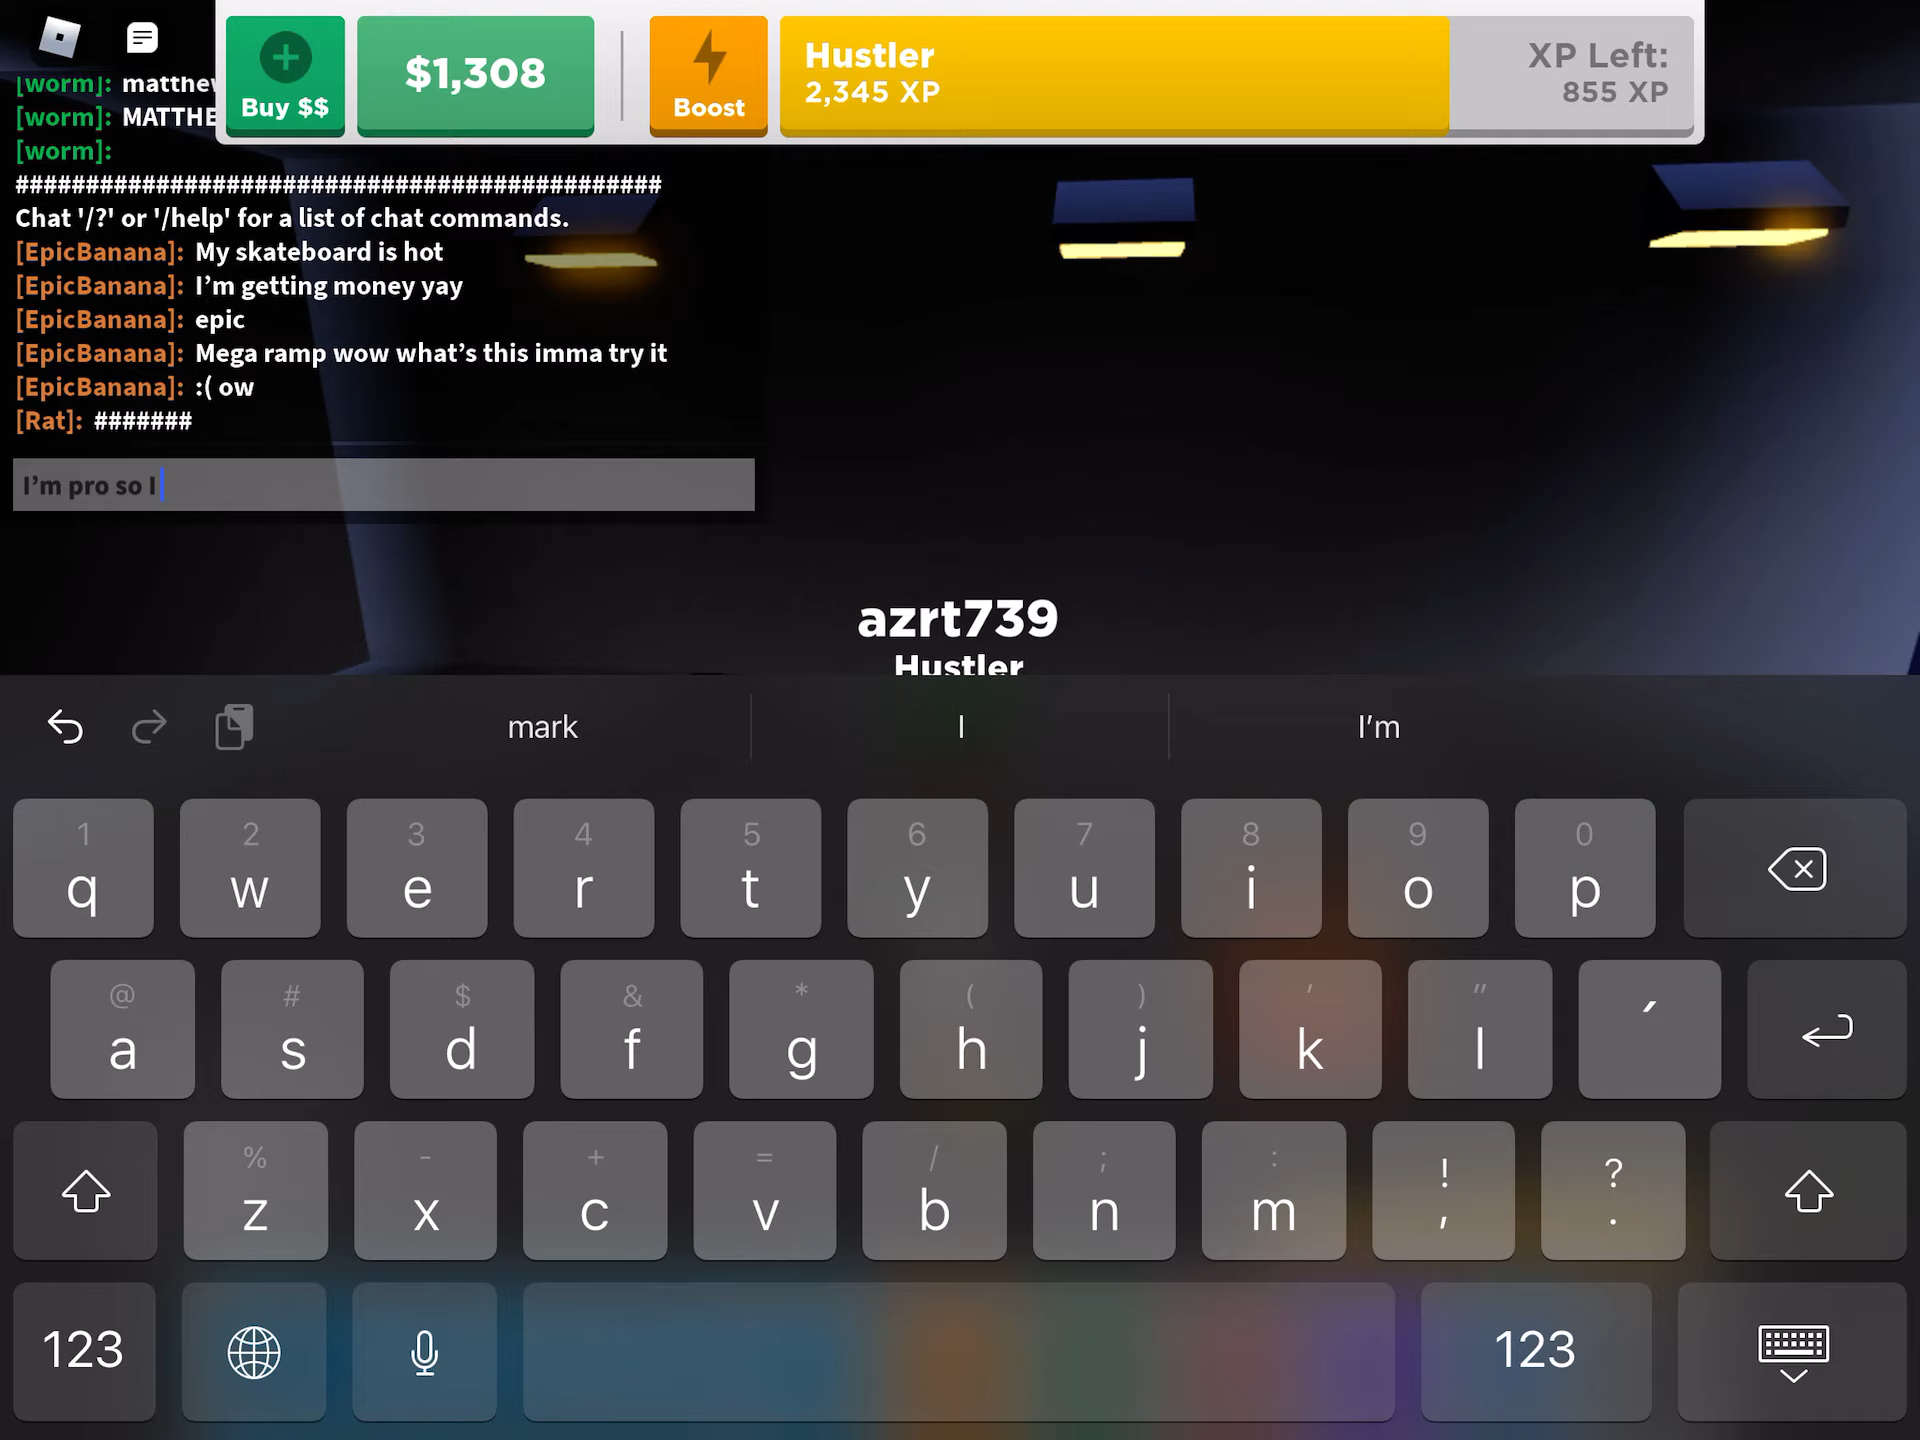 [worm]: matthew
[worm]: MATTHE
[worm]:
##############################################
Chat '/?' or '/help' for a list of chat commands.
[EpicBanana]: My skateboard is hot
[EpicBanana]: I’m getting money yay
[EpicBanana]: epic
[EpicBanana]: Mega ramp wow what’s this imma try it
[EpicBanana]: :( ow
[Rat]: #######
I’m pro so I
Buy $$
$1,308
Boost
Hustler
2,345 XP
XP Left:
855 XP
azrt739
Hustler
mark I I’m
1 2 3 4 5 6 7 8 9 0
q w e r t y u i o p
@ # $ & * ( ) ' "
a s d f g h j k l ´
% - + = / ; : ! ?
z x c v b n m , .
123 123